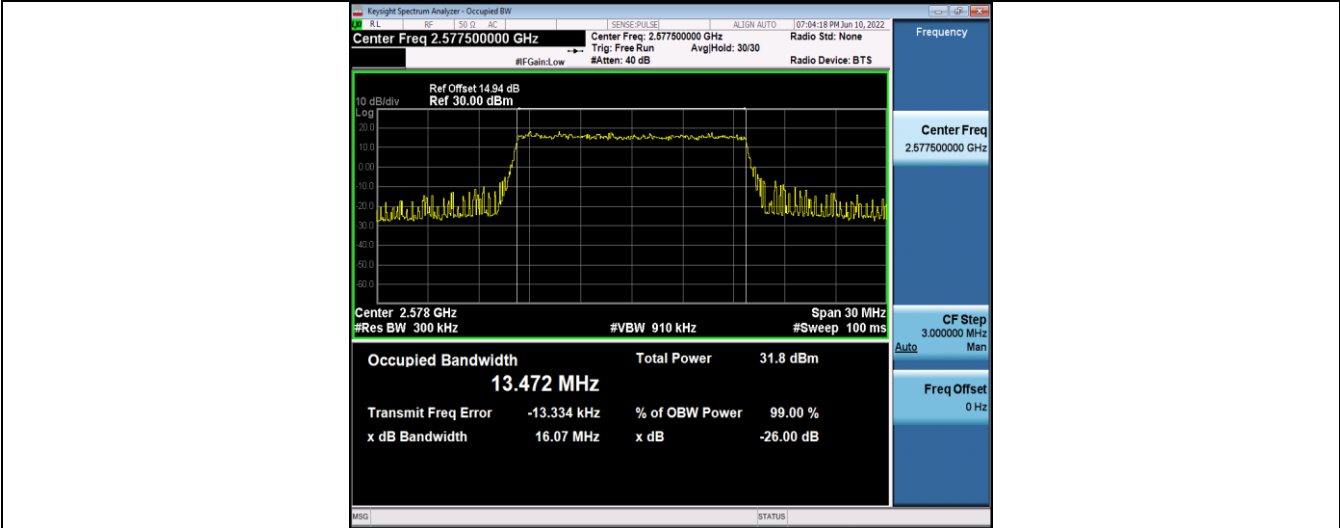 Keysight Spectrum Analyzer - Occupied BW
RL RF 50 Ω AC SENSE:PULSE ALIGN AUTO 07:04:18 PM Jun 10, 2022
Center Freq 2.577500000 GHz
Center Freq: 2.577500000 GHz
Radio Std: None
Trig: Free Run Avg|Hold: 30/30
#IFGain:Low #Atten: 40 dB Radio Device: BTS
Ref Offset 14.94 dB
10 dB/div Ref 30.00 dBm
Log
20.0
10.0
0.00
-10.0
-20.0
-30.0
-40.0
-50.0
-60.0
Center 2.578 GHz Span 30 MHz
#Res BW 300 kHz #VBW 910 kHz #Sweep 100 ms
Occupied Bandwidth Total Power 31.8 dBm
13.472 MHz
Transmit Freq Error -13.334 kHz % of OBW Power 99.00 %
x dB Bandwidth 16.07 MHz x dB -26.00 dB
MSG STATUS
Frequency
Center Freq
2.577500000 GHz
CF Step
3.000000 MHz
Auto Man
Freq Offset
0 Hz